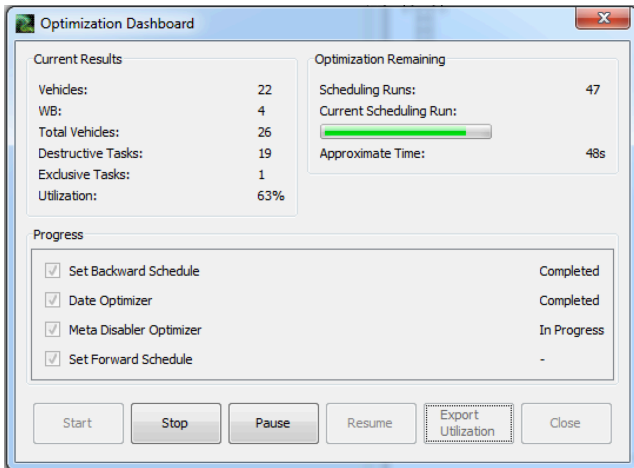 Optimization Dashboard
Current Results
Vehicles: 22
WB: 4
Total Vehicles: 26
Destructive Tasks: 19
Exclusive Tasks: 1
Utilization: 63%
Optimization Remaining
Scheduling Runs: 47
Current Scheduling Run:
Approximate Time: 48s
Progress
Set Backward Schedule Completed
Date Optimizer Completed
Meta Disabler Optimizer In Progress
Set Forward Schedule -
Start Stop Pause Resume Export Utilization Close